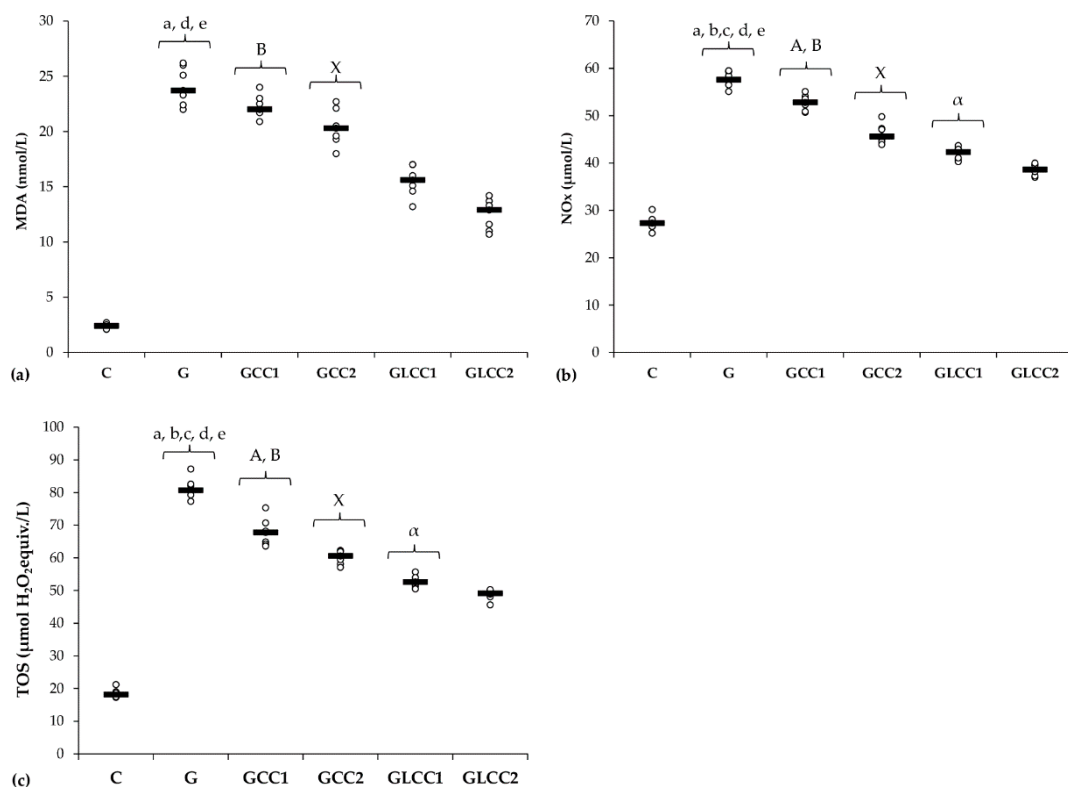 30
25
20
15
10
5
0
MDA (nmol/L)
a, d, e
B
X
C G GCC1 GCC2 GLCC1 GLCC2
(a)
70
60
50
40
30
20
10
0
NOx (μmol/L)
a, b,c, d, e
A, B
X
α
C G GCC1 GCC2 GLCC1 GLCC2
(b)
100
90
80
70
60
50
40
30
20
10
0
TOS (μmol H₂O₂equiv./L)
a, b,c, d, e
A, B
X
α
C G GCC1 GCC2 GLCC1 GLCC2
(c)